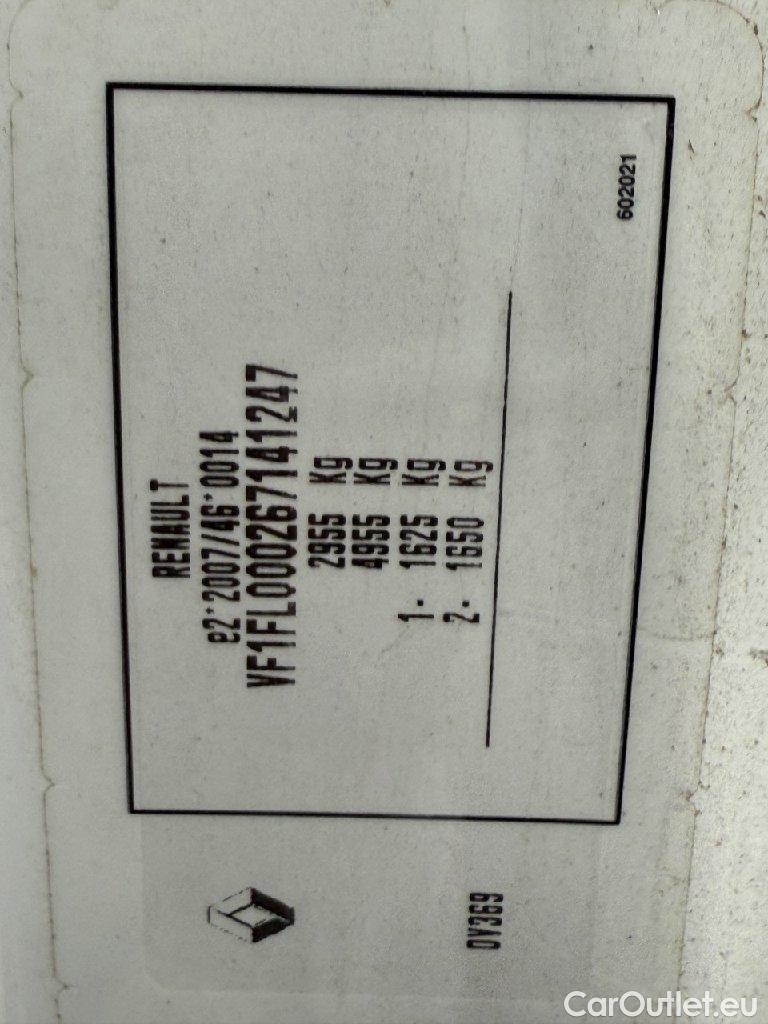 RENAULT
e2*2007/46*0014
VF1FL000267141247
2955 Kg
4955 Kg
1- 1625 Kg
2- 1650 Kg
602021
DV369
CarOutlet.eu